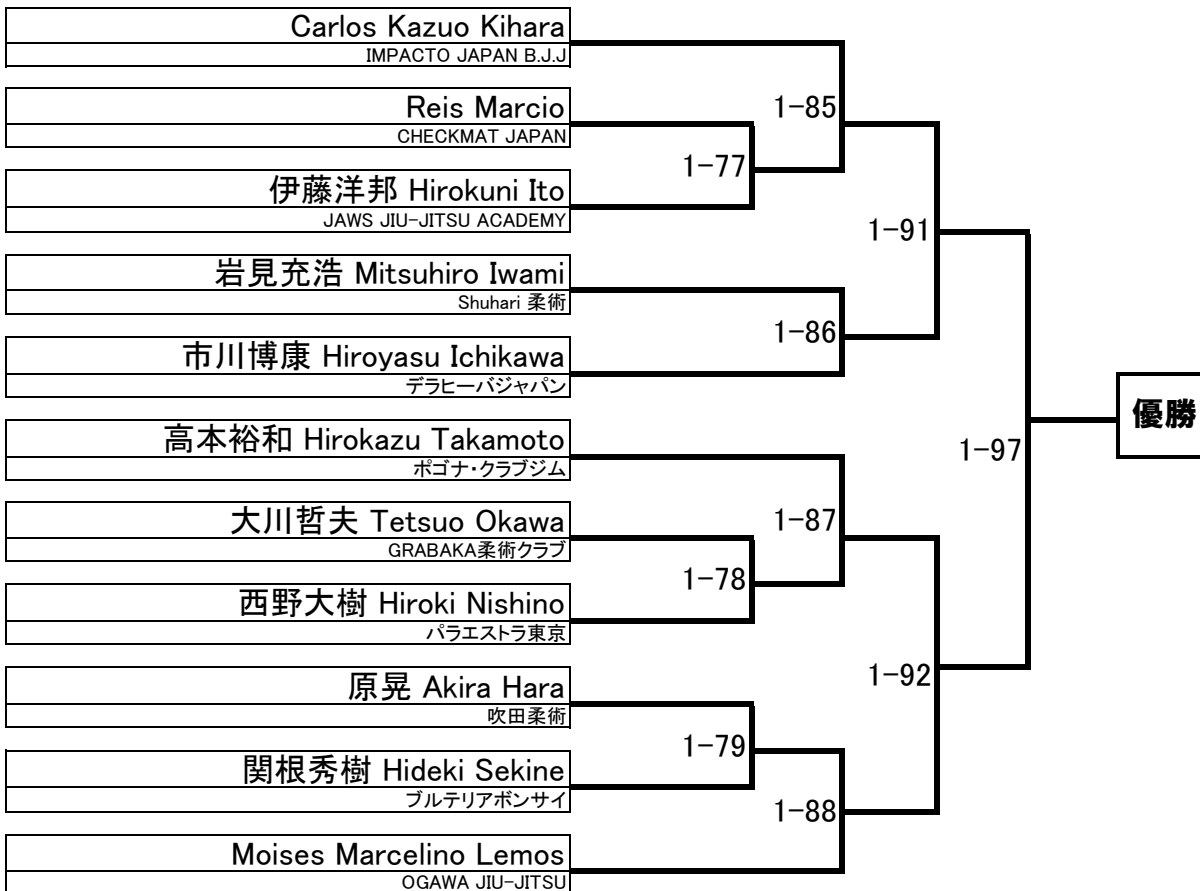 Carlos Kazuo Kihara
IMPACTO JAPAN B.J.J
Reis Marcio
CHECKMAT JAPAN
伊藤洋邦 Hirokuni Ito
JAWS JIU-JITSU ACADEMY
岩見充浩 Mitsuhiro Iwami
Shuhari 柔術
市川博康 Hiroyasu Ichikawa
デラヒーバジャパン
高本裕和 Hirokazu Takamoto
ポゴナ・クラブジム
大川哲夫 Tetsuo Okawa
GRABAKA柔術クラブ
西野大樹 Hiroki Nishino
パラエストラ東京
原晃 Akira Hara
吹田柔術
関根秀樹 Hideki Sekine
ブルテリアボンサイ
Moises Marcelino Lemos
OGAWA JIU-JITSU
1-77
1-78
1-79
1-85
1-86
1-87
1-88
1-91
1-92
1-97
優勝